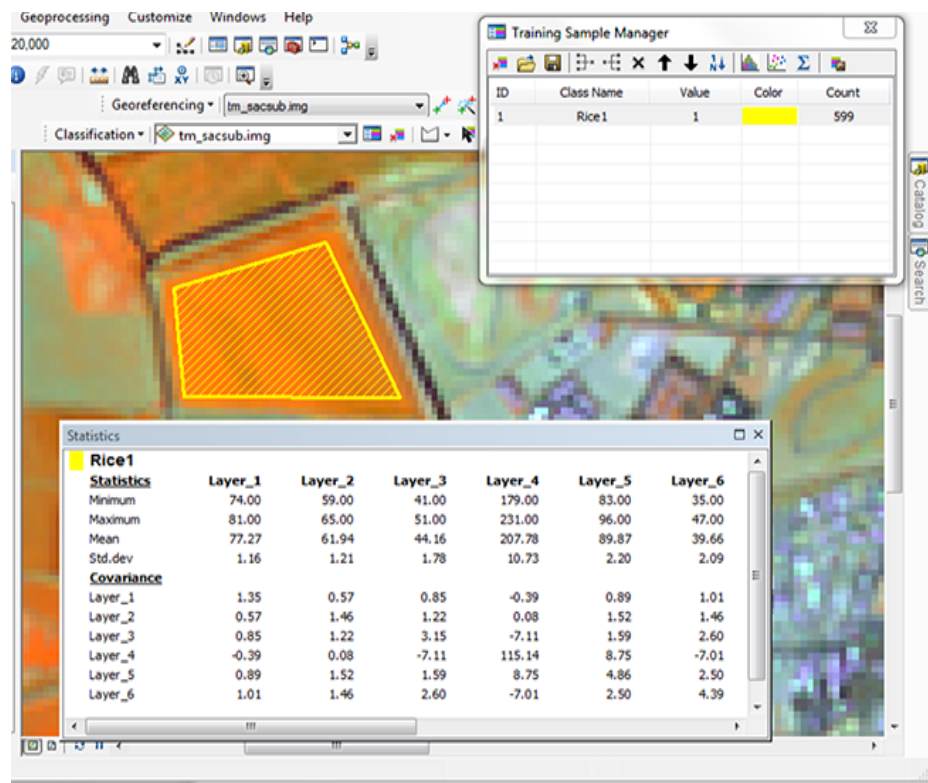 Geoprocessing Customize Windows Help
20,000
Georeferencing tm_sacsub.img
Classification tm_sacsub.img
Training Sample Manager
ID Class Name Value Color Count
1 Rice1 1 599
Catalog
Search
Statistics
Rice1
Statistics Layer_1 Layer_2 Layer_3 Layer_4 Layer_5 Layer_6
Minimum 74.00 59.00 41.00 179.00 83.00 35.00
Maximum 81.00 65.00 51.00 231.00 96.00 47.00
Mean 77.27 61.94 44.16 207.78 89.87 39.66
Std.dev 1.16 1.21 1.78 10.73 2.20 2.09
Covariance
Layer_1 1.35 0.57 0.85 -0.39 0.89 1.01
Layer_2 0.57 1.46 1.22 0.08 1.52 1.46
Layer_3 0.85 1.22 3.15 -7.11 1.59 2.60
Layer_4 -0.39 0.08 -7.11 115.14 8.75 -7.01
Layer_5 0.89 1.52 1.59 8.75 4.86 2.50
Layer_6 1.01 1.46 2.60 -7.01 2.50 4.39